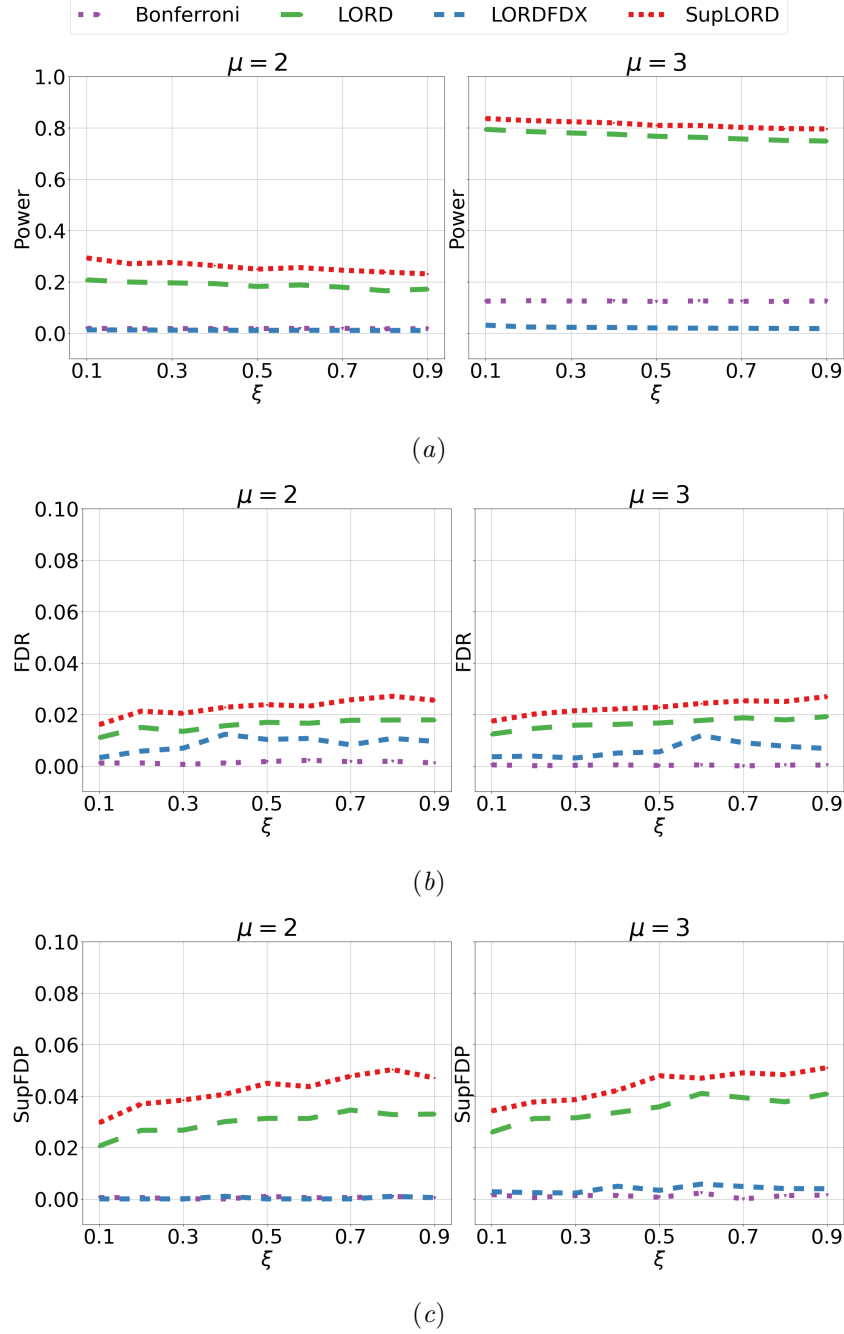 Bonferroni LORD LORDFDX SupLORD
μ = 2 μ = 3
1.0
0.8
0.6
0.4
0.2
0.0
Power Power
0.1 0.3 0.5 0.7 0.9 0.1 0.3 0.5 0.7 0.9
ξ ξ
(a)
μ = 2 μ = 3
0.10
0.08
0.06
0.04
0.02
0.00
FDR FDR
0.1 0.3 0.5 0.7 0.9 0.1 0.3 0.5 0.7 0.9
ξ ξ
(b)
μ = 2 μ = 3
0.10
0.08
0.06
0.04
0.02
0.00
SupFDP SupFDP
0.1 0.3 0.5 0.7 0.9 0.1 0.3 0.5 0.7 0.9
ξ ξ
(c)